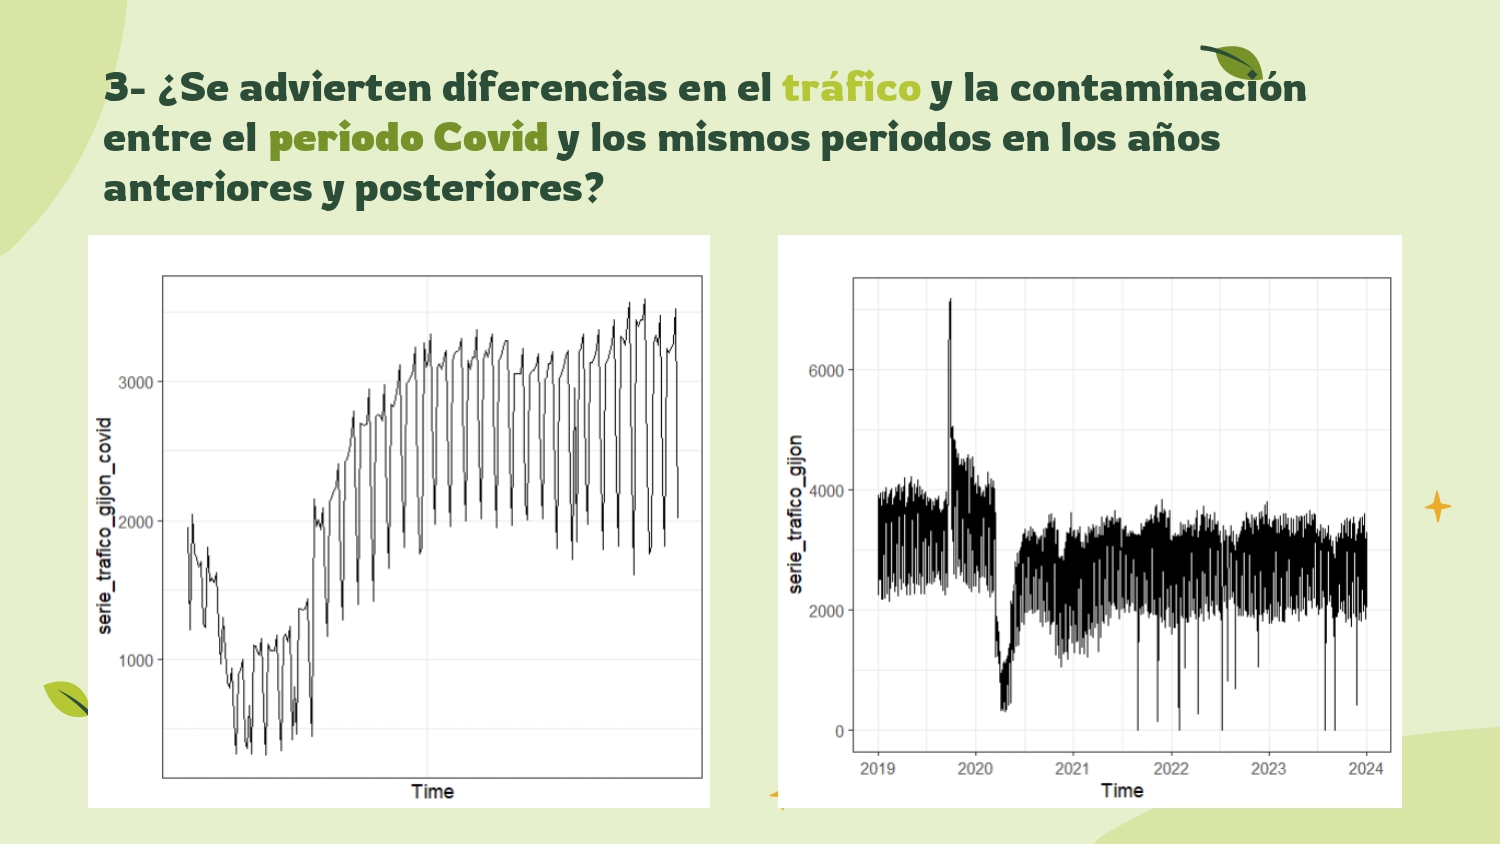 3- ¿Se advierten diferencias en el tráfico y la contaminación
entre el periodo Covid y los mismos periodos en los años
anteriores y posteriores?
serie_trafico_gijon_covid
3000
2000
1000
Time
serie_trafico_gijon
6000
4000
2000
0
2019 2020 2021 2022 2023 2024
Time